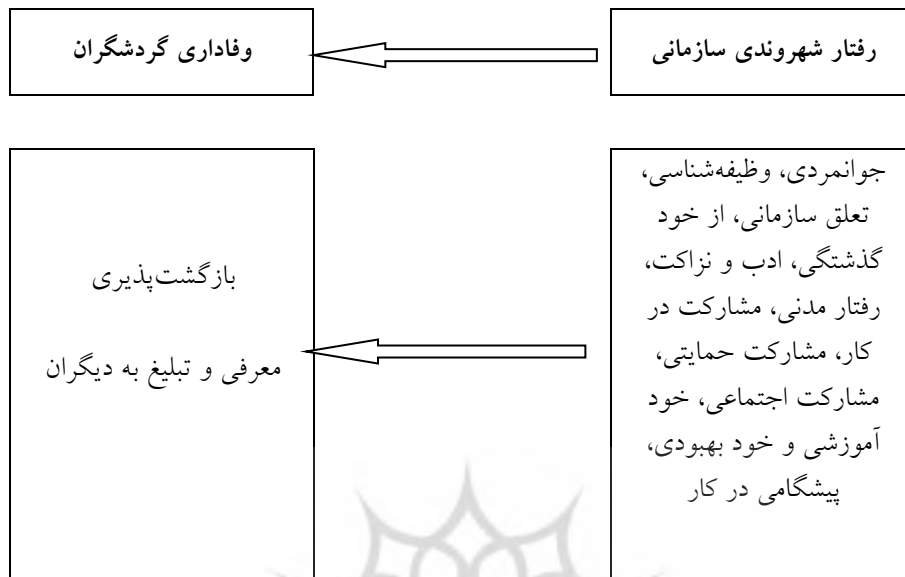 رفتار شهروندی سازمانی
وفاداری گردشگران
جوانمردی، وظیفه‌شناسی،
تعلق سازمانی، از خود
گذشتگی، ادب و نزاکت،
رفتار مدنی، مشارکت در
کار، مشارکت حمایتی،
مشارکت اجتماعی، خود
آموزشی و خود بهبودی،
پیشگامی در کار
بازگشت‌پذیری
معرفی و تبلیغ به دیگران